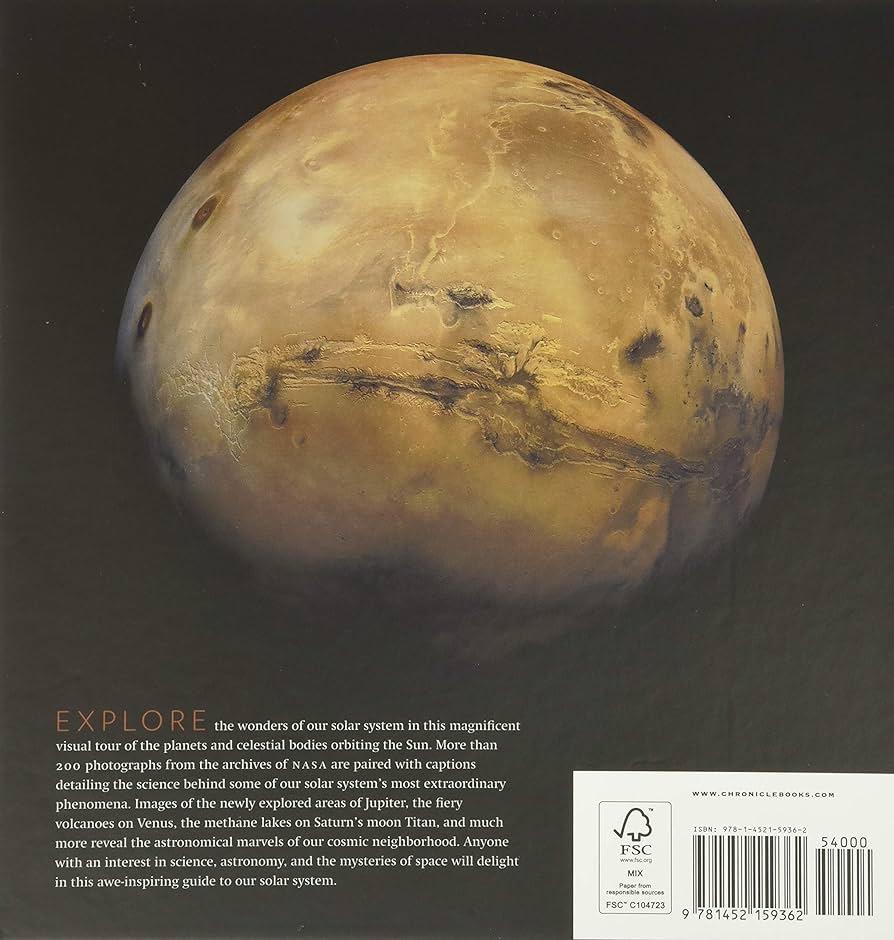 EXPLORE the wonders of our solar system in this magnificent
visual tour of the planets and celestial bodies orbiting the Sun. More than
200 photographs from the archives of NASA are paired with captions
detailing the science behind some of our solar system's most extraordinary
phenomena. Images of the newly explored areas of Jupiter, the fiery
volcanoes on Venus, the methane lakes on Saturn's moon Titan, and much
more reveal the astronomical marvels of our cosmic neighborhood. Anyone
with an interest in science, astronomy, and the mysteries of space will delight
in this awe-inspiring guide to our solar system.
FSC
www.fsc.org
MIX
Paper from
responsible sources
FSC™ C104723
WWW.CHRONICLEBOOKS.COM
ISBN: 978-1-4521-5936-2
54000
9 781452 159362